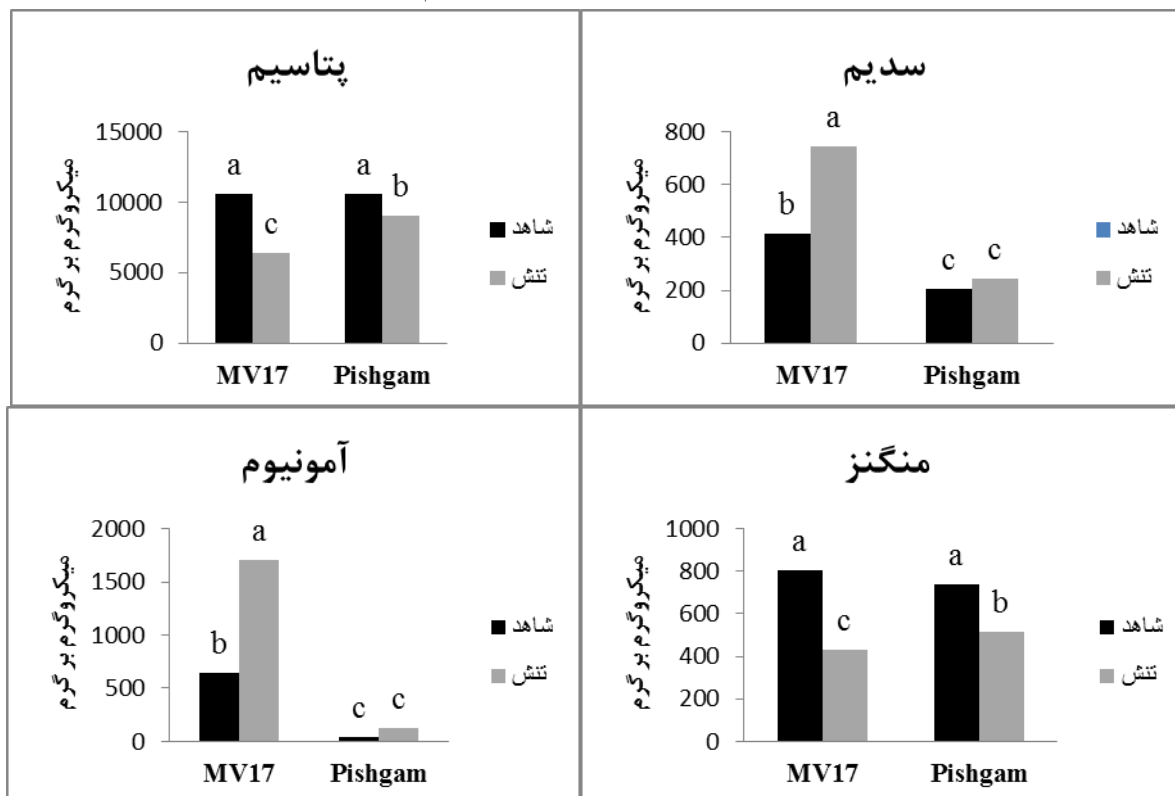 پتاسیم
میکروگرم بر گرم
15000
10000
5000
0
a
c
a
b
MV17
Pishgam
شاهد
تنش
سدیم
میکروگرم بر گرم
800
600
400
200
0
b
a
c
c
MV17
Pishgam
شاهد
تنش
آمونیوم
میکروگرم بر گرم
2000
1500
1000
500
0
b
a
c
c
MV17
Pishgam
شاهد
تنش
منگنز
میکروگرم بر گرم
1000
800
600
400
200
0
a
c
a
b
MV17
Pishgam
شاهد
تنش